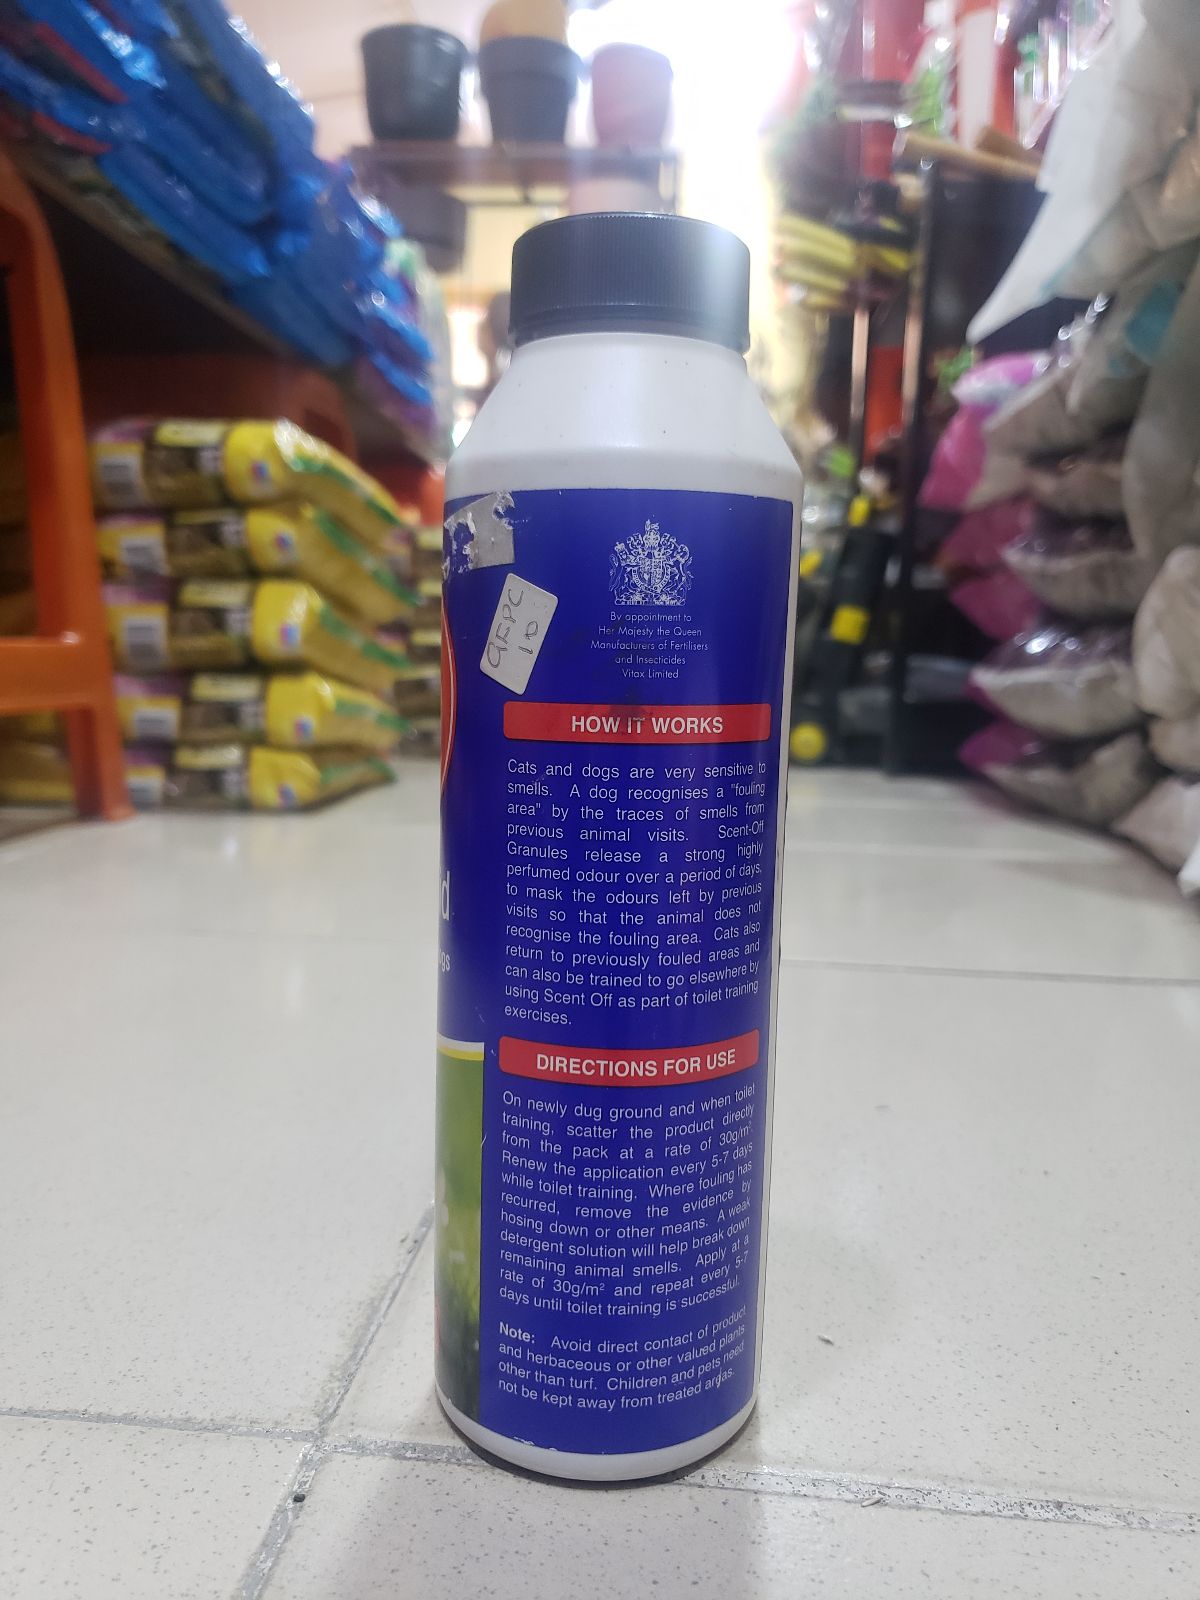 9EPC
10
By appointment to
Her Majesty the Queen
Manufacturers of Fertilisers
and Insecticides
Vitax Limited
HOW IT WORKS
Cats and dogs are very sensitive to
smells. A dog recognises a "fouling
area" by the traces of smells from
previous animal visits. Scent-Off
Granules release a strong highly
perfumed odour over a period of days,
to mask the odours left by previous
visits so that the animal does not
recognise the fouling area. Cats also
return to previously fouled areas and
can also be trained to go elsewhere by
using Scent Off as part of toilet training
exercises.
DIRECTIONS FOR USE
On newly dug ground and when toilet
training, scatter the product directly
from the pack at a rate of 30g/m².
Renew the application every 5-7 days
while toilet training. Where fouling has
recurred, remove the evidence by
hosing down or other means. A weak
detergent solution will help break down
remaining animal smells. Apply at a
rate of 30g/m² and repeat every 5-7
days until toilet training is successful.
Note: Avoid direct contact of product
and herbaceous or other valued plants
other than turf. Children and pets need
not be kept away from treated areas.